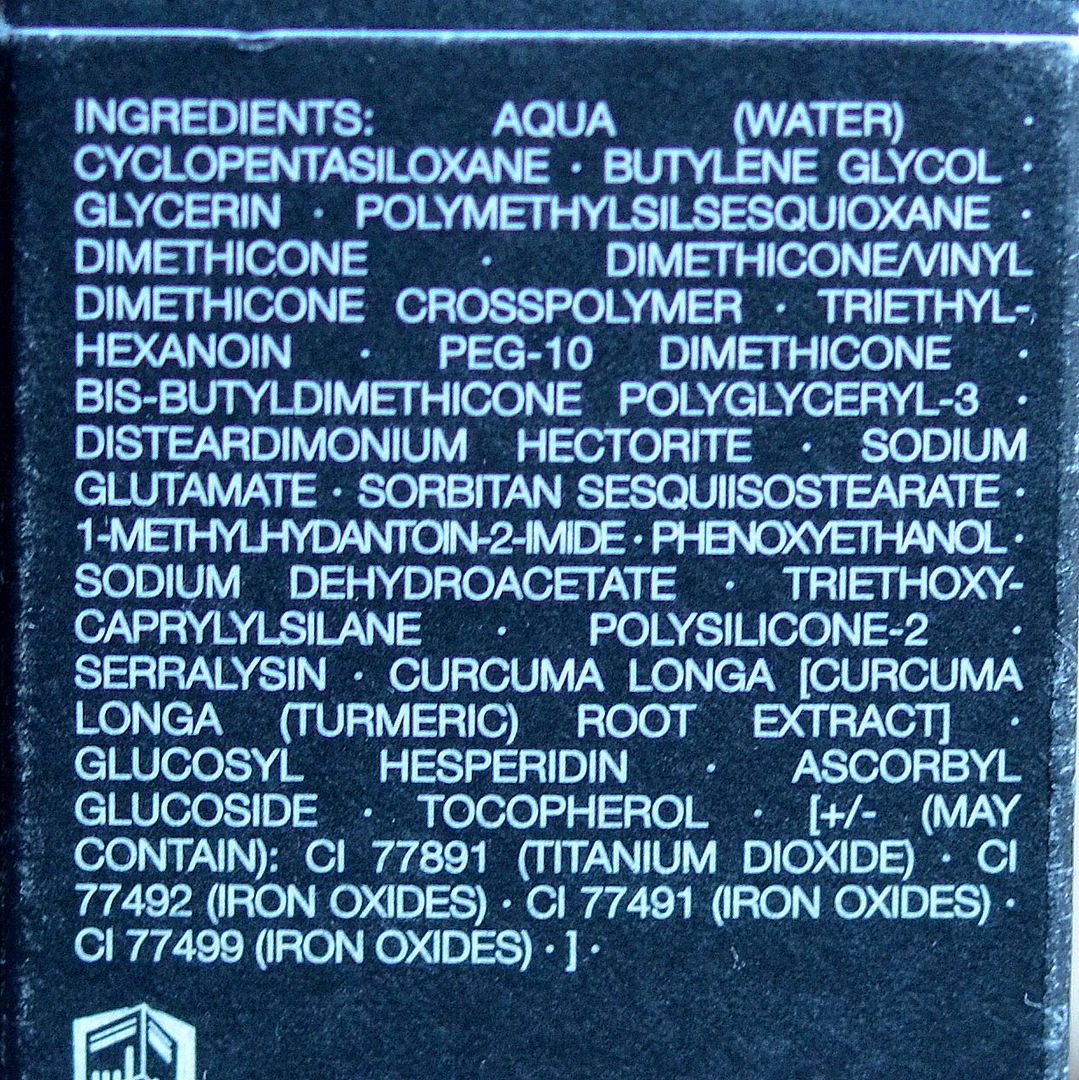 INGREDIENTS: AQUA (WATER) ·
CYCLOPENTASILOXANE · BUTYLENE GLYCOL ·
GLYCERIN · POLYMETHYLSILSESQUIOXANE ·
DIMETHICONE · DIMETHICONE/VINYL
DIMETHICONE CROSSPOLYMER · TRIETHYL-
HEXANOIN · PEG-10 DIMETHICONE ·
BIS-BUTYLDIMETHICONE POLYGLYCERYL-3 ·
DISTEARDIMONIUM HECTORITE · SODIUM
GLUTAMATE · SORBITAN SESQUIISOSTEARATE ·
1-METHYLHYDANTOIN-2-IMIDE · PHENOXYETHANOL ·
SODIUM DEHYDROACETATE · TRIETHOXY-
CAPRYLYLSILANE · POLYSILICONE-2 ·
SERRALYSIN · CURCUMA LONGA [CURCUMA
LONGA (TURMERIC) ROOT EXTRACT] ·
GLUCOSYL HESPERIDIN · ASCORBYL
GLUCOSIDE · TOCOPHEROL · [+/- (MAY
CONTAIN): CI 77891 (TITANIUM DIOXIDE) · CI
77492 (IRON OXIDES) · CI 77491 (IRON OXIDES) ·
CI 77499 (IRON OXIDES) · ] ·